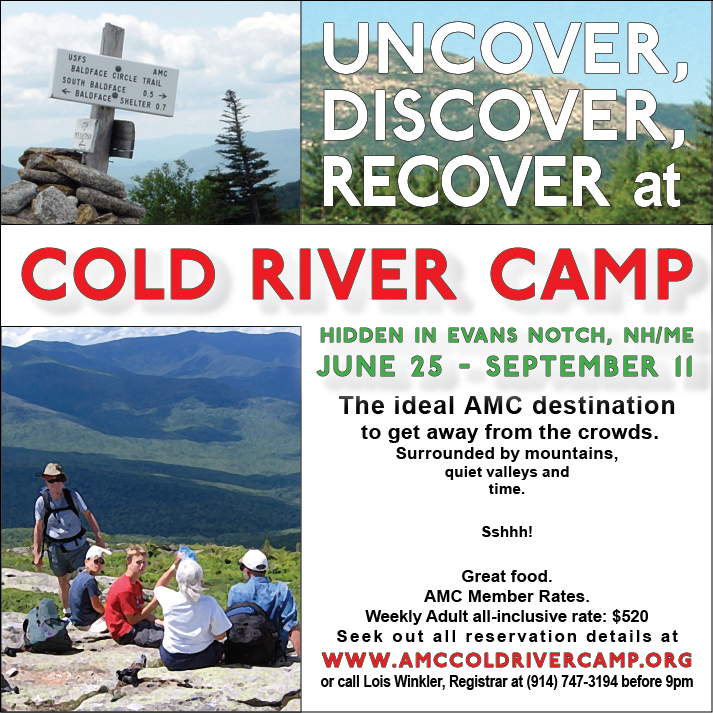 USFS AMC
BALDFACE CIRCLE TRAIL
SOUTH BALDFACE 0.5 →
← BALDFACE SHELTER 0.7
UNCOVER,
DISCOVER,
RECOVER at
COLD RIVER CAMP
HIDDEN IN EVANS NOTCH, NH/ME
JUNE 25 - SEPTEMBER 11
The ideal AMC destination
to get away from the crowds.
Surrounded by mountains,
quiet valleys and
time.
Sshhh!
Great food.
AMC Member Rates.
Weekly Adult all-inclusive rate: $520
Seek out all reservation details at
WWW.AMCCOLDRIVERCAMP.ORG
or call Lois Winkler, Registrar at (914) 747-3194 before 9pm